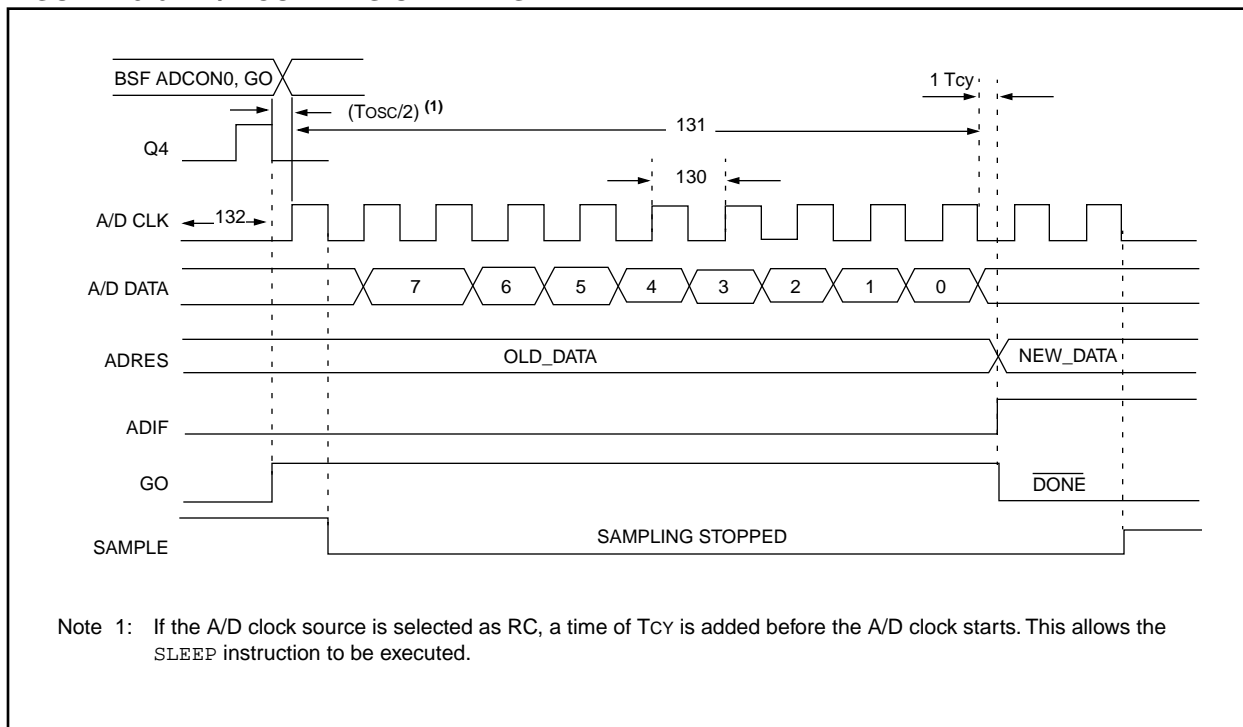 BSF ADCON0, GO
1 Tcy
(TOSC/2) (1)
131
Q4
130
A/D CLK
132
A/D DATA
7 6 5 4 3 2 1 0
ADRES
OLD_DATA
NEW_DATA
ADIF
GO
DONE
SAMPLE
SAMPLING STOPPED
Note 1: If the A/D clock source is selected as RC, a time of TCY is added before the A/D clock starts. This allows the
SLEEP instruction to be executed.